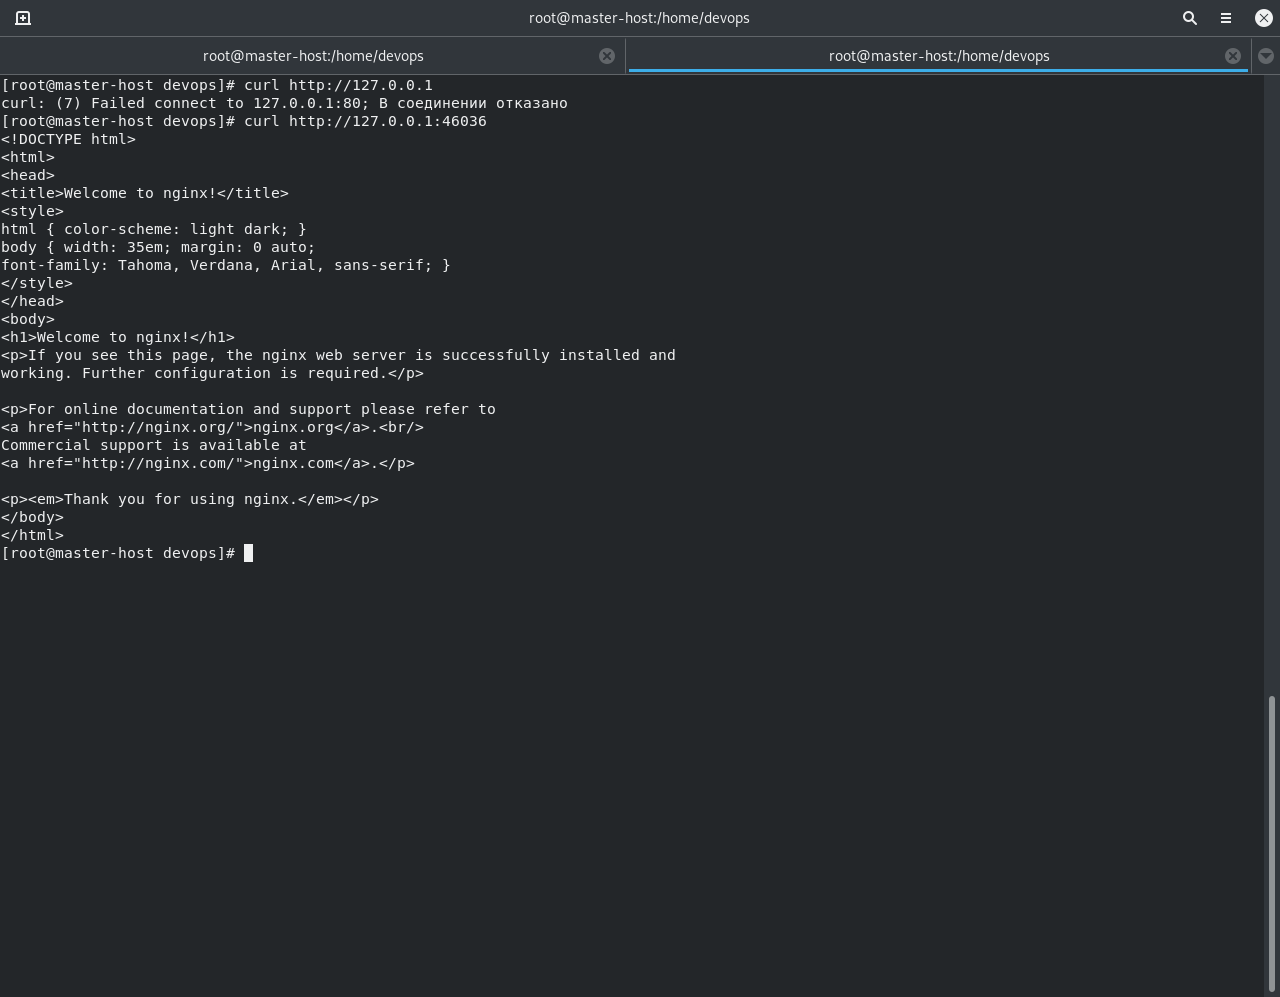 root@master-host:/home/devops
root@master-host:/home/devops
root@master-host:/home/devops
[root@master-host devops]# curl http://127.0.0.1
curl: (7) Failed connect to 127.0.0.1:80; В соединении отказано
[root@master-host devops]# curl http://127.0.0.1:46036
<!DOCTYPE html>
<html>
<head>
<title>Welcome to nginx!</title>
<style>
html { color-scheme: light dark; }
body { width: 35em; margin: 0 auto;
font-family: Tahoma, Verdana, Arial, sans-serif; }
</style>
</head>
<body>
<h1>Welcome to nginx!</h1>
<p>If you see this page, the nginx web server is successfully installed and
working. Further configuration is required.</p>

<p>For online documentation and support please refer to
<a href="http://nginx.org/">nginx.org</a>.<br/>
Commercial support is available at
<a href="http://nginx.com/">nginx.com</a>.</p>

<p><em>Thank you for using nginx.</em></p>
</body>
</html>
[root@master-host devops]#